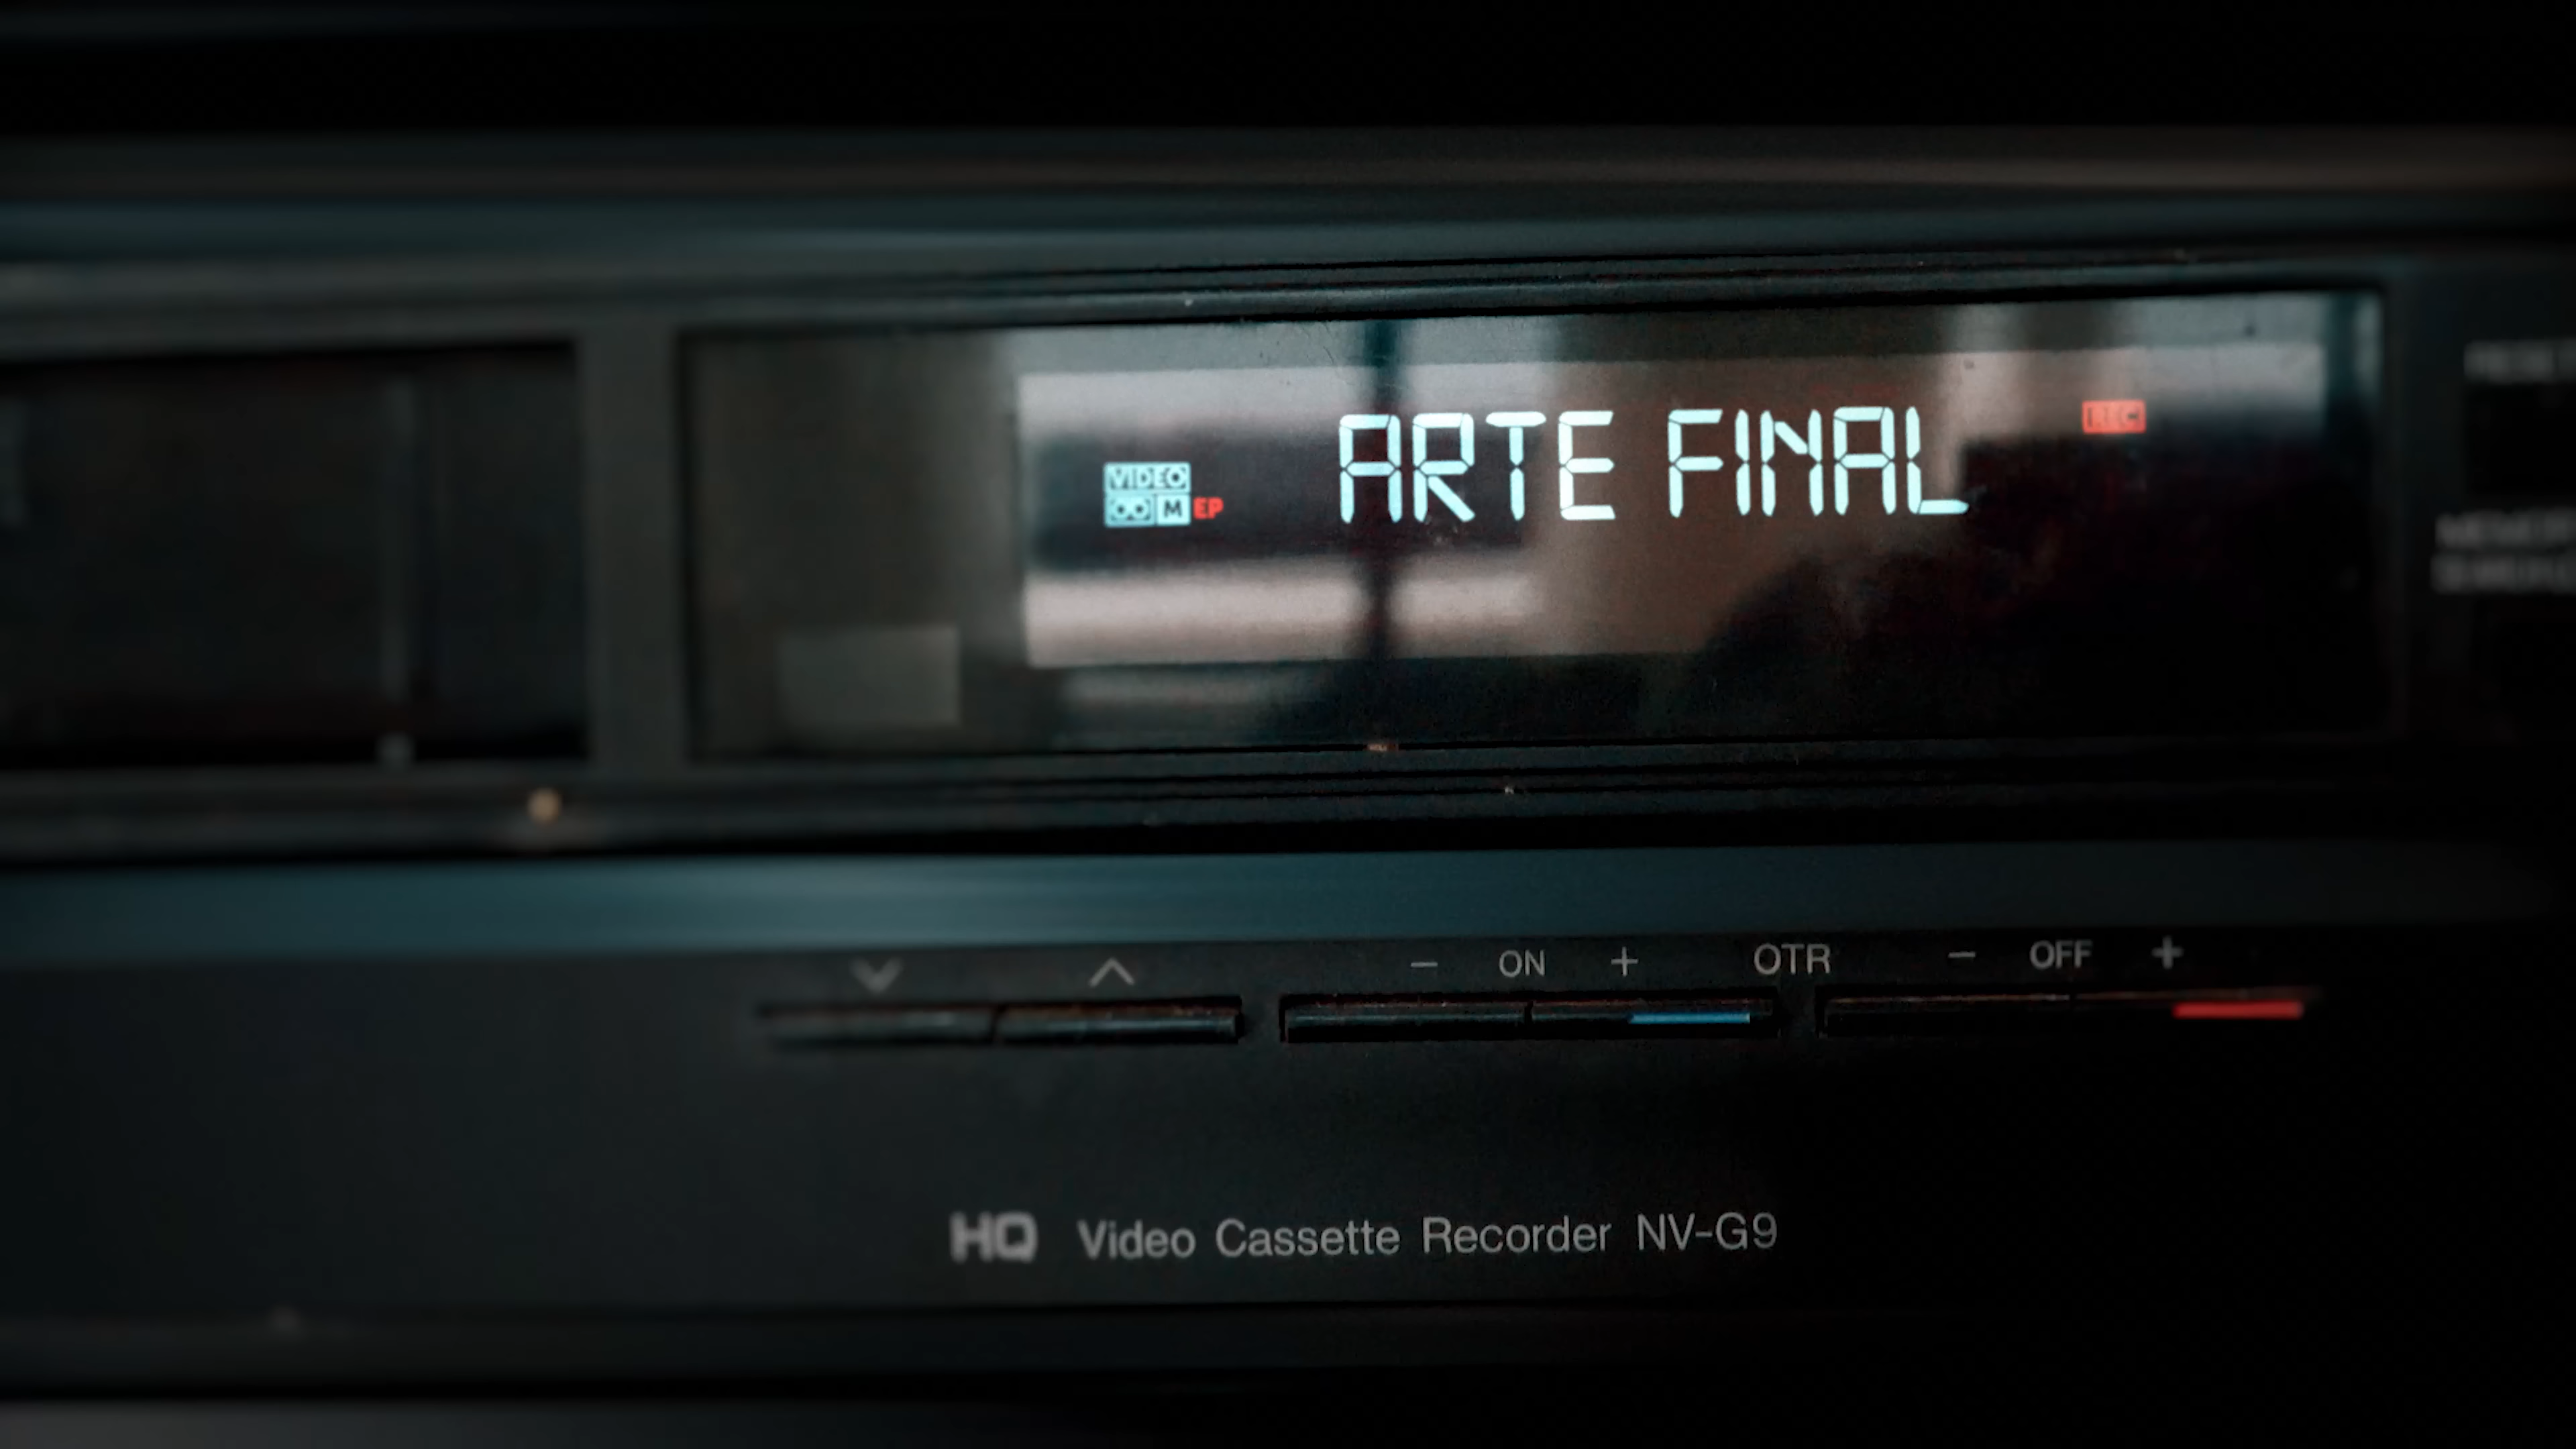 ARTE FINAL
REC
VIDEO
M EP
- ON + OTR - OFF +
HQ Video Cassette Recorder NV-G9